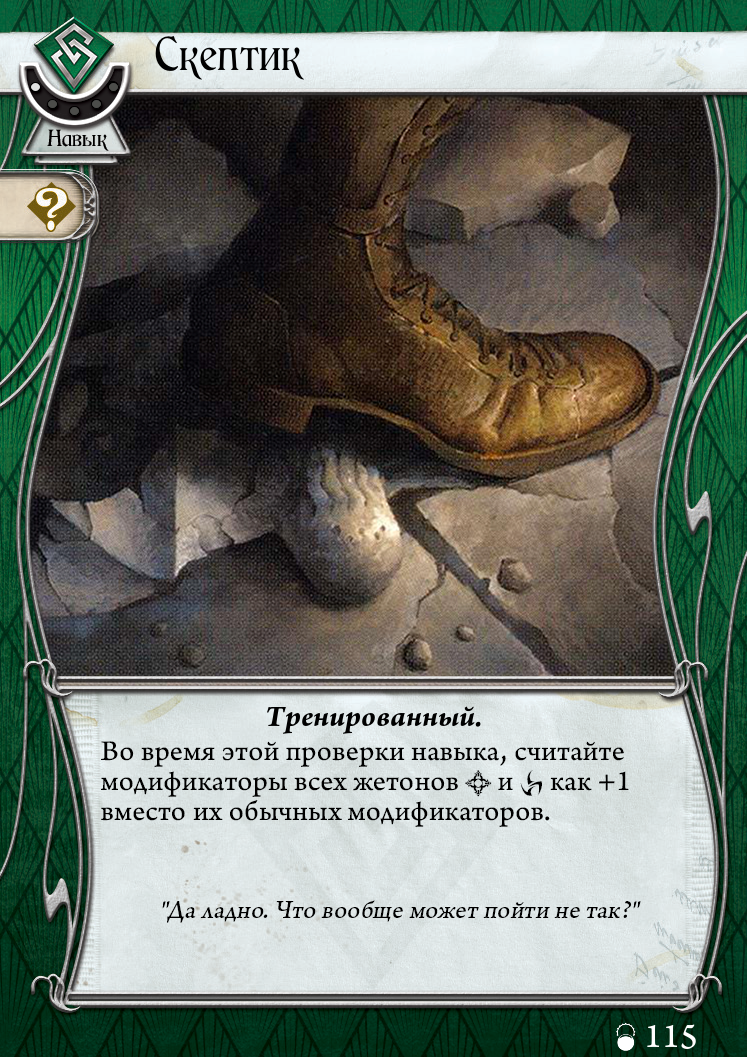 Скептик
Навык
?
Тренированный.
Во время этой проверки навыка, считайте
модификаторы всех жетонов и как +1
вместо их обычных модификаторов.
"Да ладно. Что вообще может пойти не так?"
115